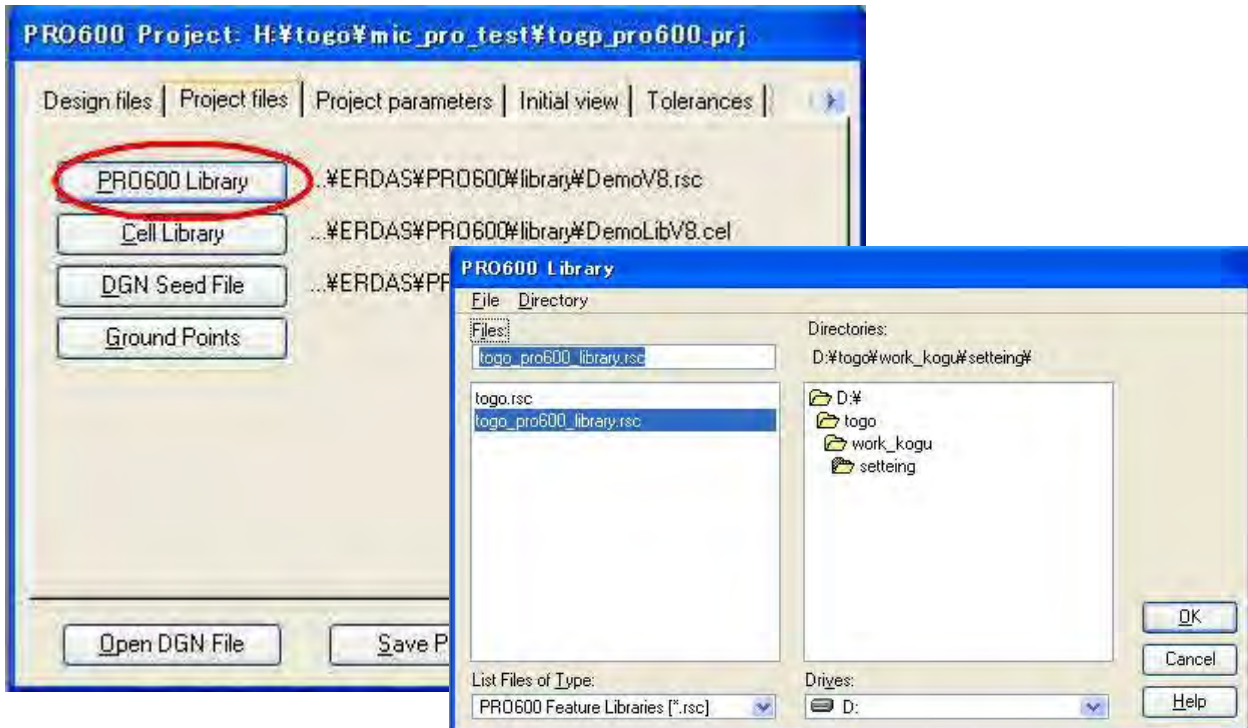 PRO600 Project: H:¥togo¥mic_pro_test¥togp_pro600.prj
Design files | Project files | Project parameters | Initial view | Tolerances |
PRO600 Library ...¥ERDAS¥PRO600¥library¥DemoV8.rsc
Cell Library ...¥ERDAS¥PRO600¥library¥DemoLibV8.cel
DGN Seed File ...¥ERDAS¥PR
Ground Points
Open DGN File Save P
PRO600 Library
File Directory
Files:
togo_pro600_library.rsc
togo.rsc
togo_pro600_library.rsc
List Files of Type:
PRO600 Feature Libraries [*.rsc]
Directories:
D:¥togo¥work_kogu¥setteing¥
D:¥
togo
work_kogu
setteing
Drives:
D:
OK
Cancel
Help